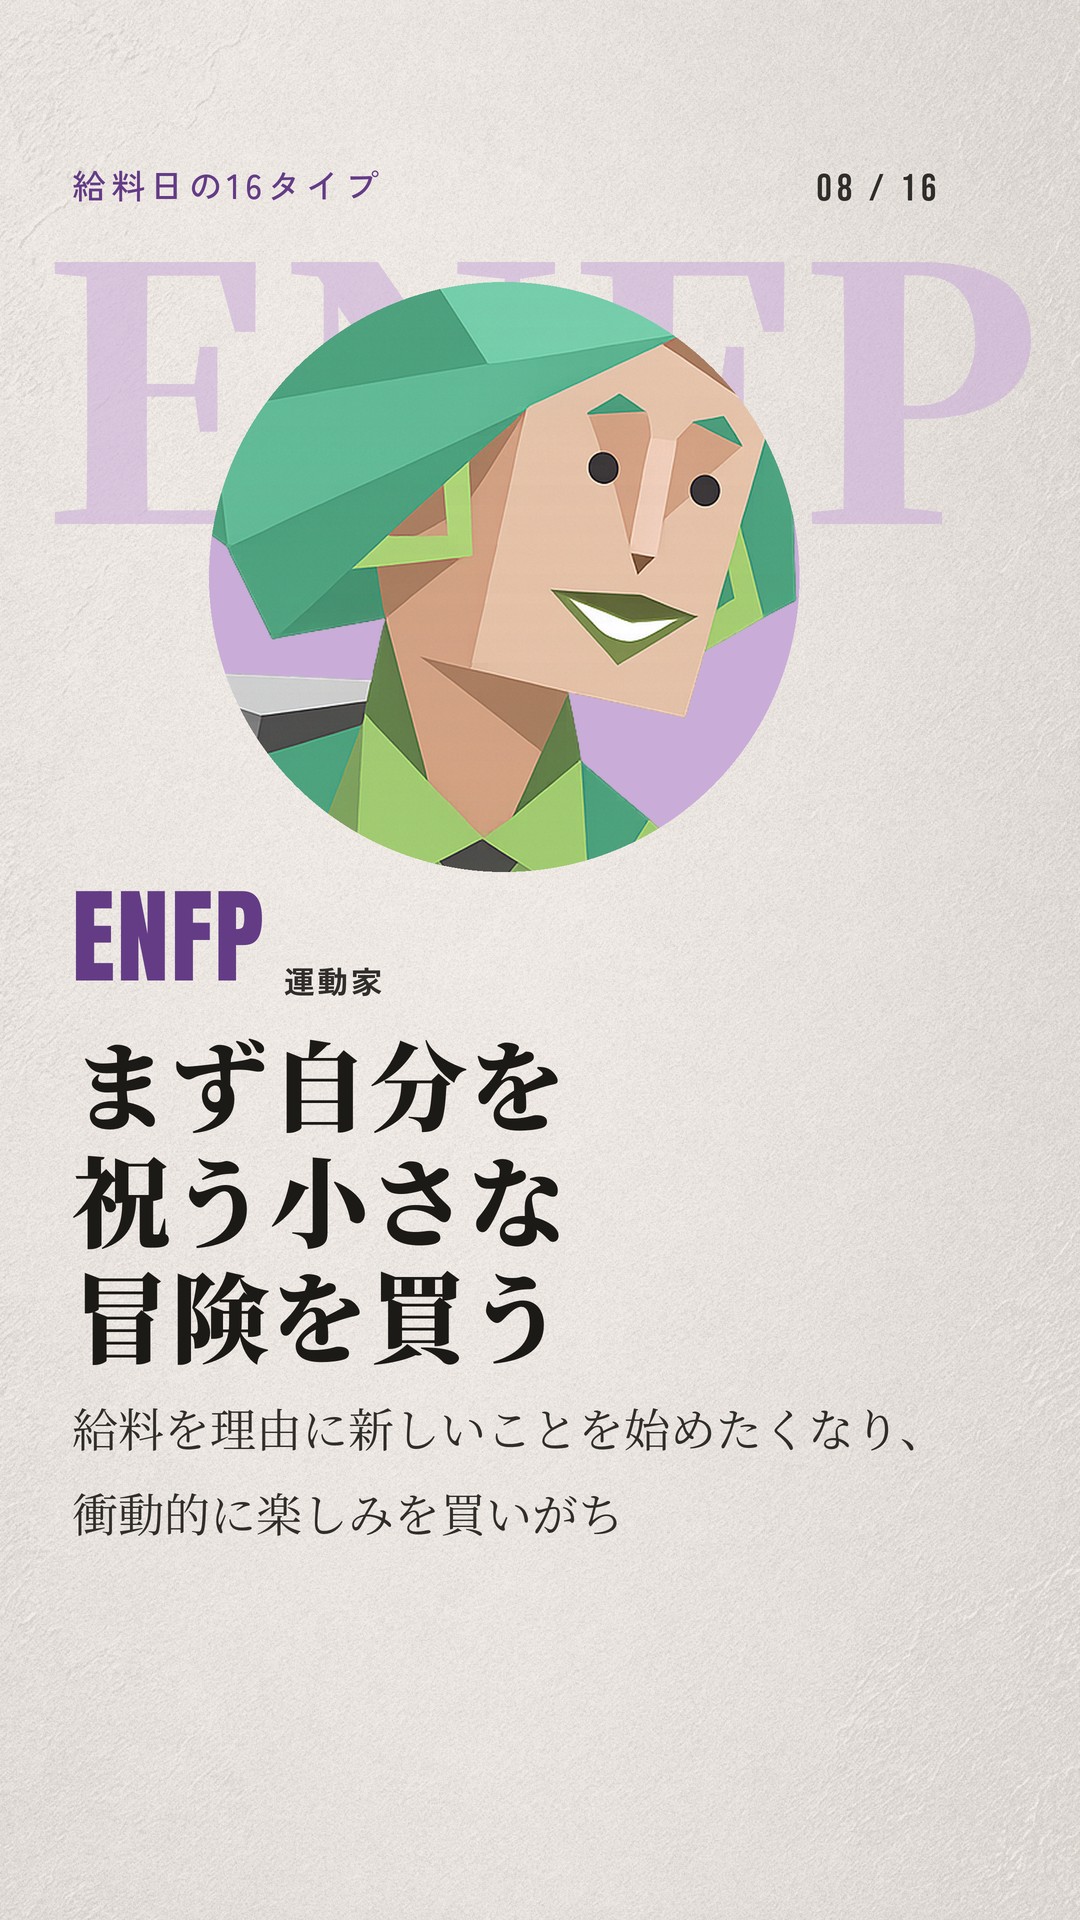 給料日の16タイプ
08 / 16
ENFP
ENFP
運動家
まず自分を
祝う小さな
冒険を買う
給料を理由に新しいことを始めたくなり、
衝動的に楽しみを買いがち